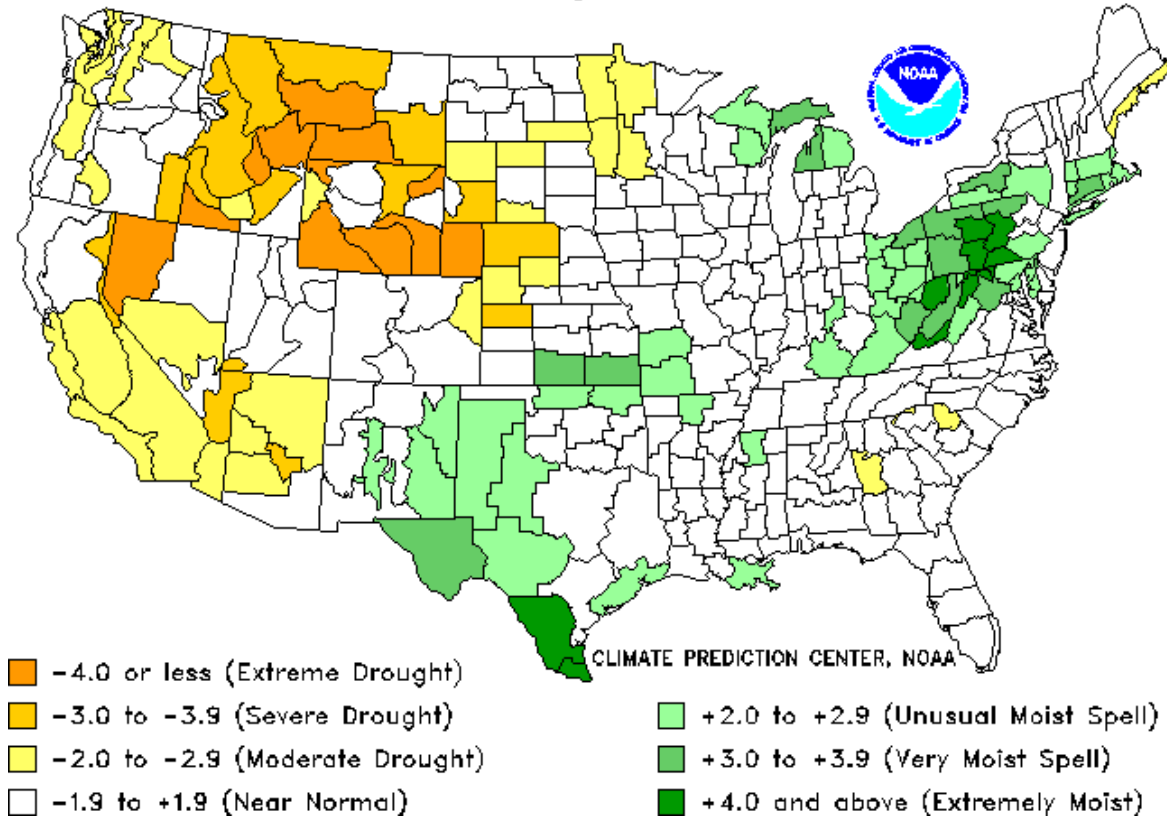 NOAA
CLIMATE PREDICTION CENTER, NOAA
-4.0 or less (Extreme Drought)
-3.0 to -3.9 (Severe Drought)
-2.0 to -2.9 (Moderate Drought)
-1.9 to +1.9 (Near Normal)
+2.0 to +2.9 (Unusual Moist Spell)
+3.0 to +3.9 (Very Moist Spell)
+4.0 and above (Extremely Moist)